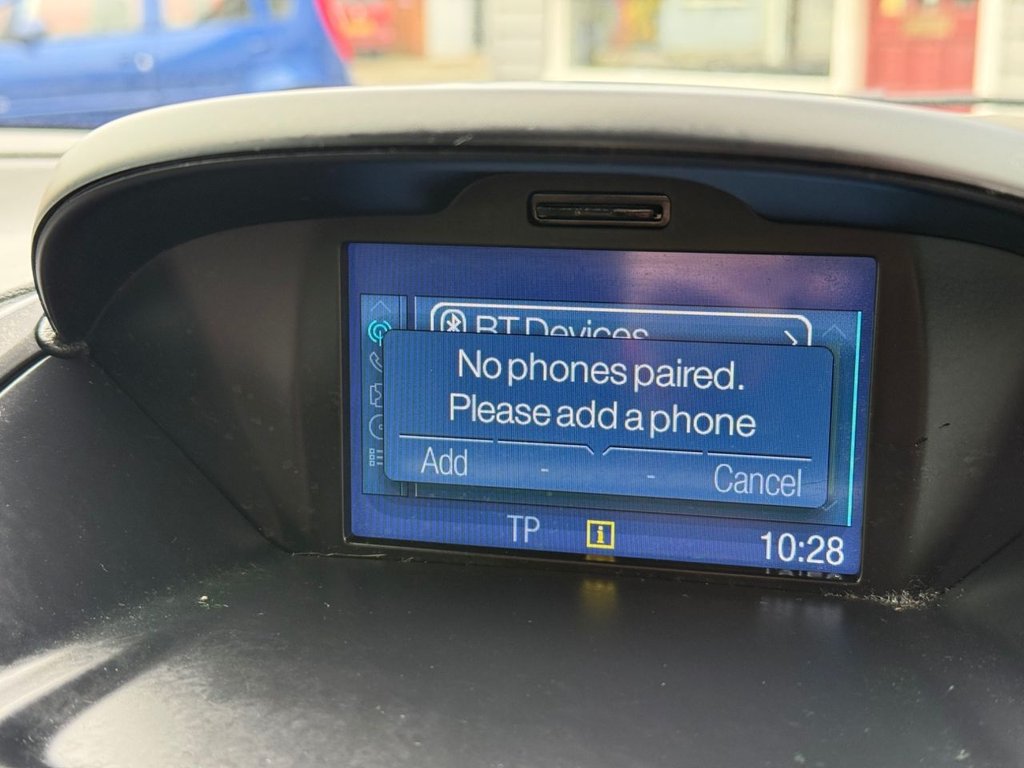 BT Devices
No phones paired.
Please add a phone
Add - - Cancel
TP i 10:28